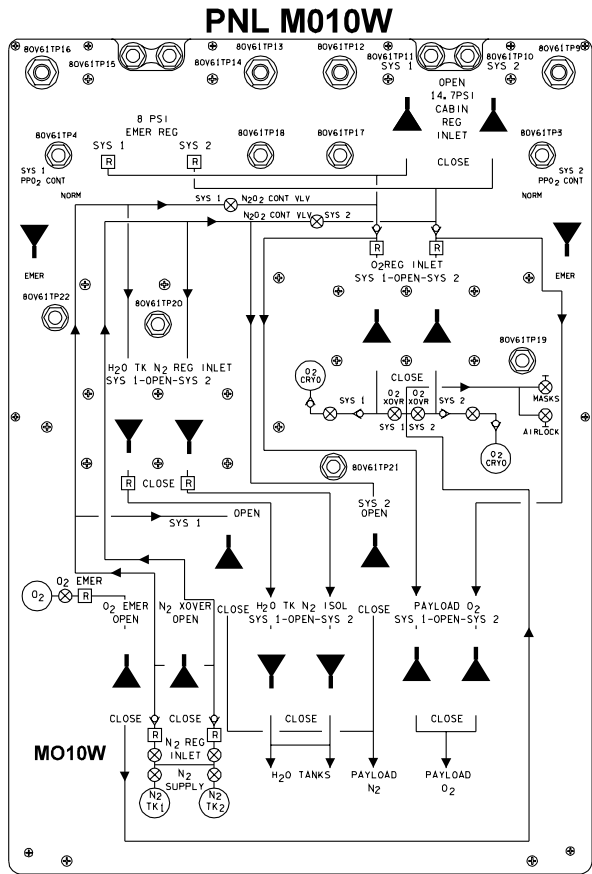 PNL M010W
80V61TP16
80V61TP15
80V61TP14
80V61TP13
80V61TP12
80V61TP11
SYS 1
80V61TP10
SYS 2
80V61TP9
OPEN
14.7PSI
CABIN
REG
INLET
CLOSE
8 PSI
EMER REG
SYS 1
SYS 2
R
R
80V61TP4
80V61TP18
80V61TP17
80V61TP3
SYS 1
PPO2 CONT
NORM
EMER
SYS 2
PPO2 CONT
NORM
EMER
SYS 1
N2O2 CONT VLV
N2O2 CONT VLV
SYS 2
R
R
O2REG INLET
SYS 1-OPEN-SYS 2
80V61TP22
80V61TP20
80V61TP19
H2O TK N2 REG INLET
SYS 1-OPEN-SYS 2
CLOSE
O2
CRYO
SYS 1
O2
XOVR
O2
XOVR
SYS 2
SYS 1
SYS 2
MASKS
AIRLOCK
O2
CRYO
80V61TP21
R
CLOSE
R
SYS 1
OPEN
SYS 2
OPEN
O2 EMER
O2
R
O2 EMER
OPEN
N2 XOVER
OPEN
CLOSE
H2O TK N2 ISOL
SYS 1-OPEN-SYS 2
CLOSE
PAYLOAD O2
SYS 1-OPEN-SYS 2
CLOSE
CLOSE
CLOSE
CLOSE
R
R
N2 REG
INLET
MO10W
N2
SUPPLY
N2
TK1
N2
TK2
H2O TANKS
PAYLOAD
N2
PAYLOAD
O2